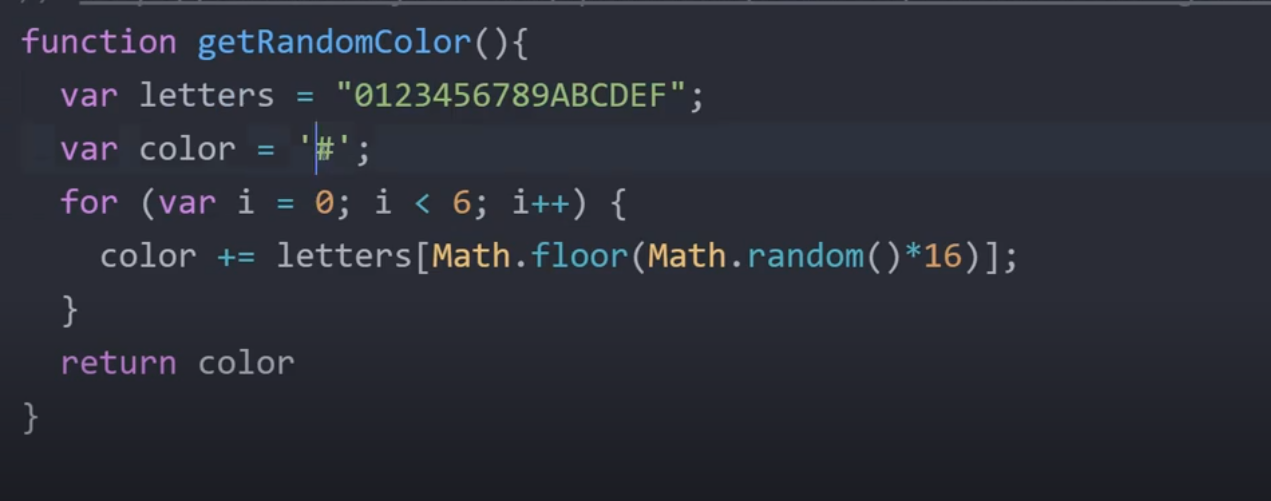 function getRandomColor(){
  var letters = "0123456789ABCDEF";
  var color = '#';
  for (var i = 0; i < 6; i++) {
    color += letters[Math.floor(Math.random()*16)];
  }
  return color
}